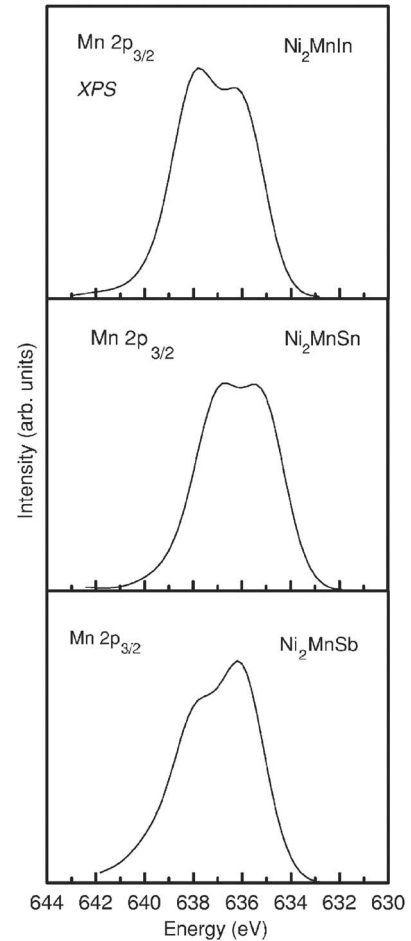 Mn 2p3/2 Ni2MnIn
XPS
Mn 2p3/2 Ni2MnSn
Intensity (arb. units)
Mn 2p3/2 Ni2MnSb
644 642 640 638 636 634 632 630
Energy (eV)